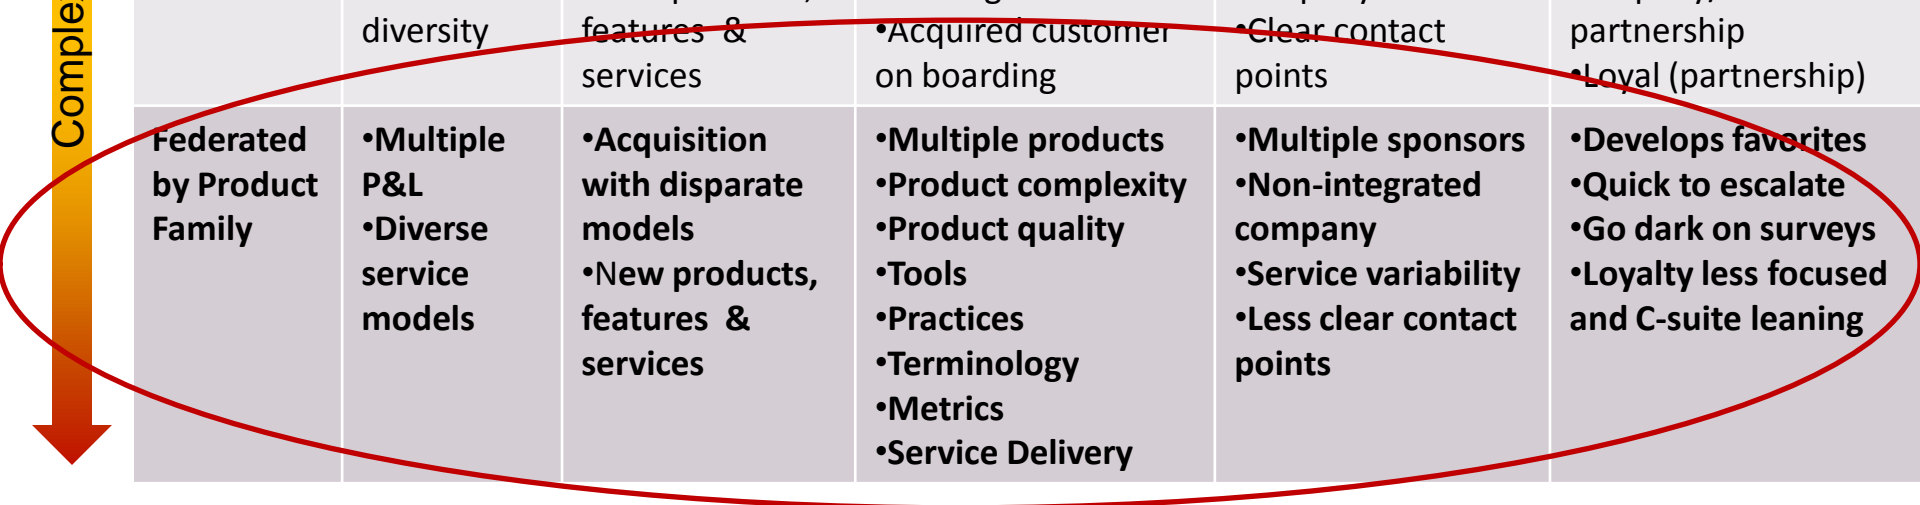 Comple
diversity
features & 
services
•Acquired customer
on boarding
•Clear contact
points
partnership
•Loyal (partnership)
Federated
by Product
Family
•Multiple
P&L
•Diverse
service
models
•Acquisition
with disparate
models
•New products,
features &
services
•Multiple products
•Product complexity
•Product quality
•Tools
•Practices
•Terminology
•Metrics
•Service Delivery
•Multiple sponsors
•Non-integrated
company
•Service variability
•Less clear contact
points
•Develops favorites
•Quick to escalate
•Go dark on surveys
•Loyalty less focused
and C-suite leaning